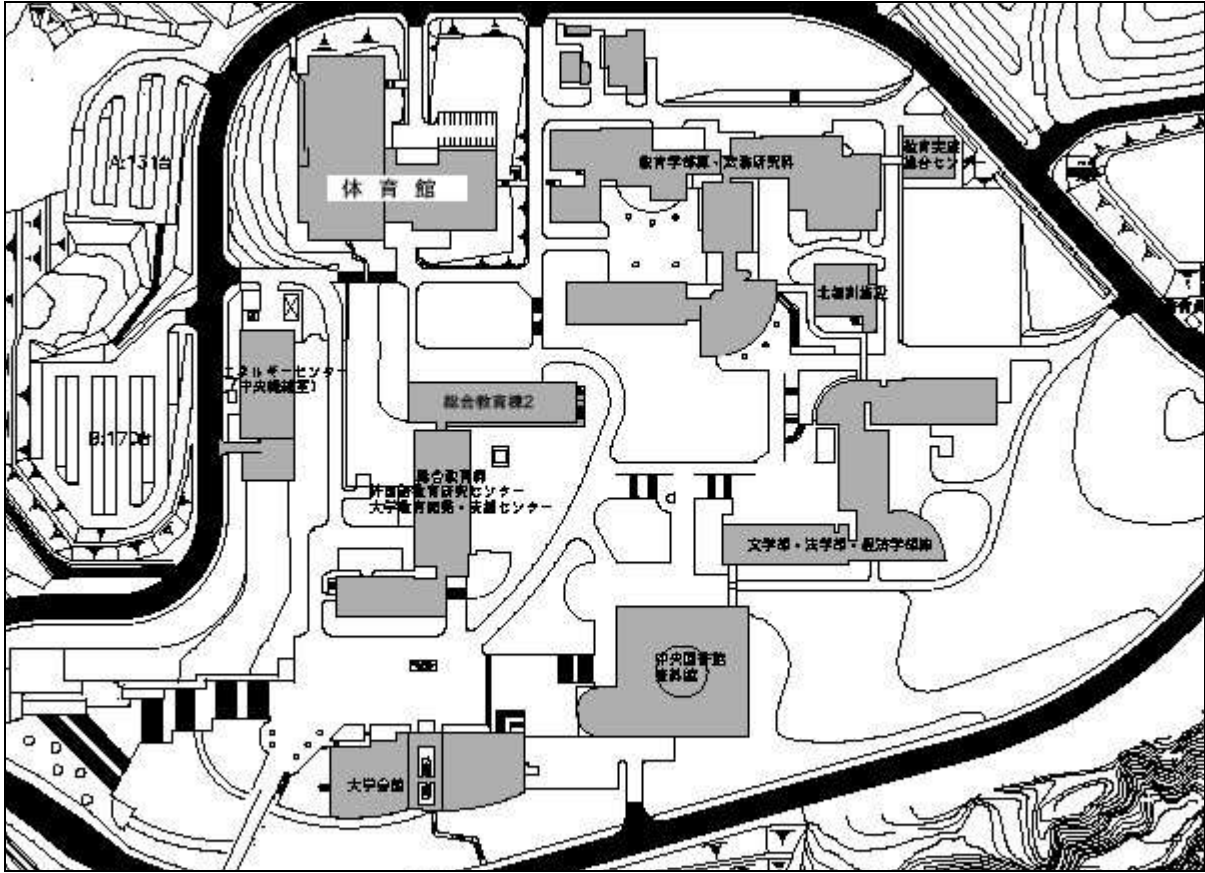 A:151台
体育館
教育学部棟・法務研究科
教育実践
総合センター
北福利施設
エネルギーセンター
(中央機械室)
総合教育棟2
B:170台
総合教育棟
外国語教育研究センター
大学教育開発・支援センター
文学部・法学部・経済学部棟
中央図書館
資料館
大学会館